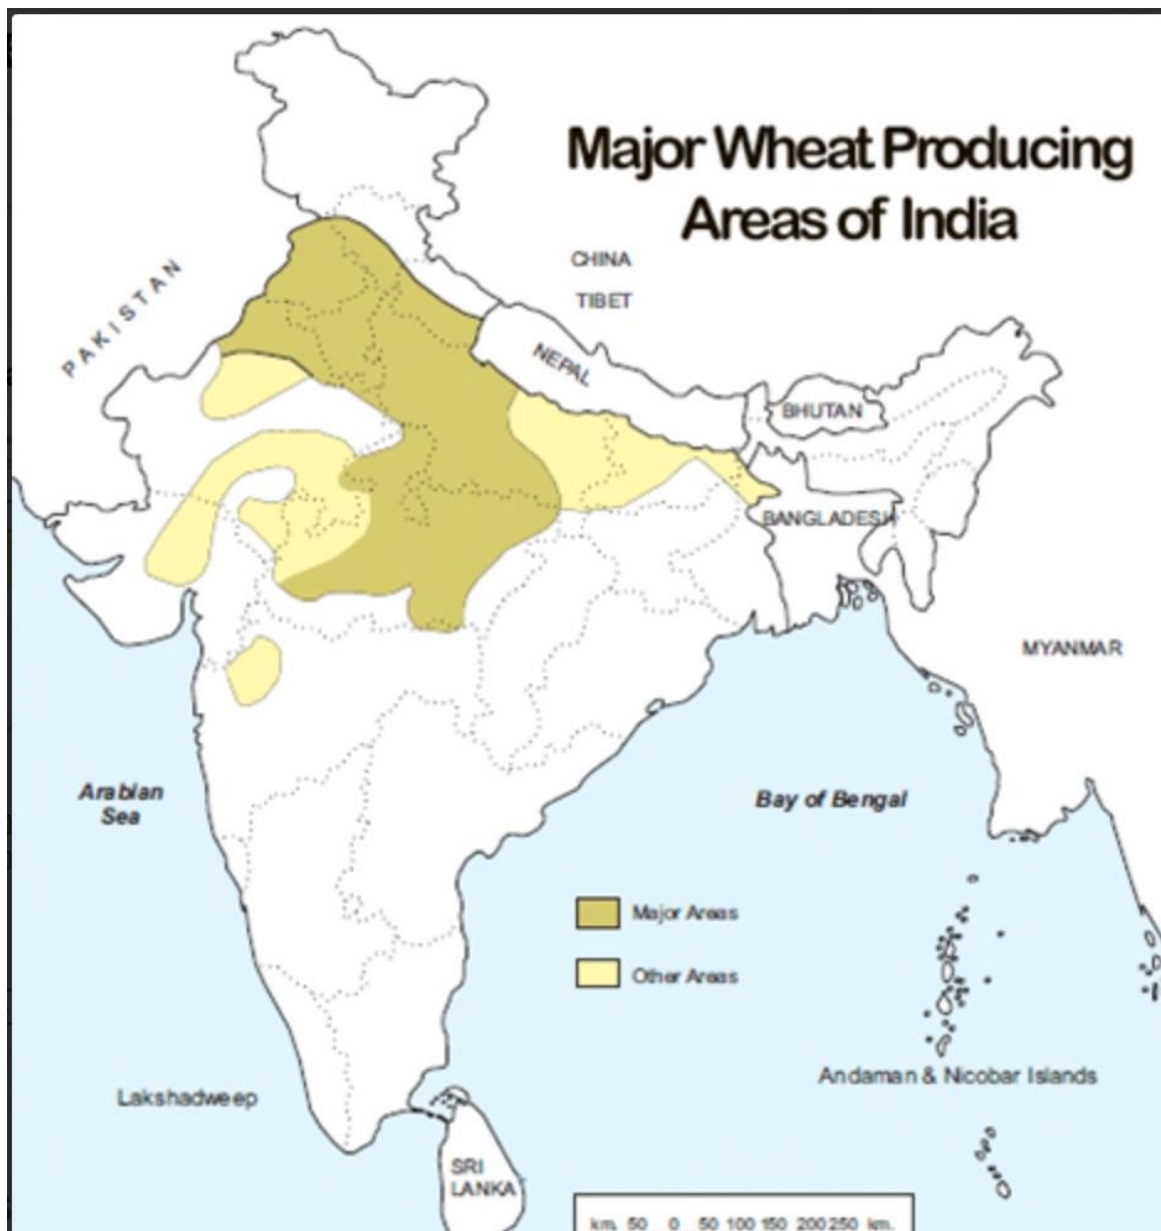 Major Wheat Producing
Areas of India
CHINA
TIBET
PAKISTAN
NEPAL
BHUTAN
BANGLADESH
MYANMAR
Arabian
Sea
Bay of Bengal
Major Areas
Other Areas
Andaman & Nicobar Islands
Lakshadweep
SRI
LANKA
km. 50 0 50 100 150 200 250 km.